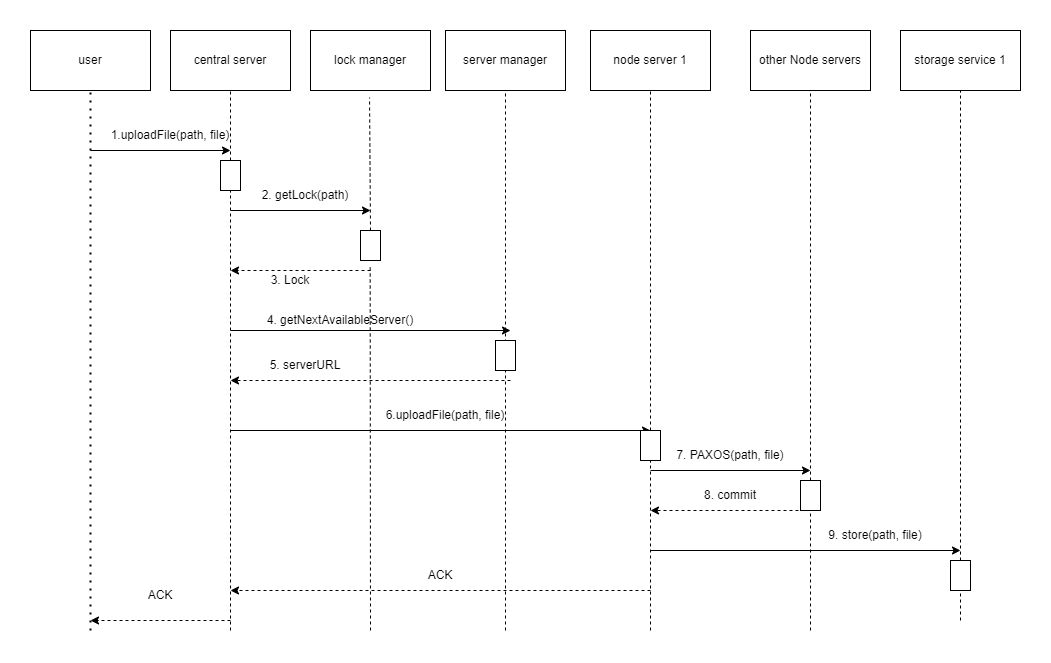 user
central server
lock manager
server manager
node server 1
other Node servers
storage service 1
1.uploadFile(path, file)
2. getLock(path)
3. Lock
4. getNextAvailableServer()
5. serverURL
6.uploadFile(path, file)
7. PAXOS(path, file)
8. commit
9. store(path, file)
ACK
ACK